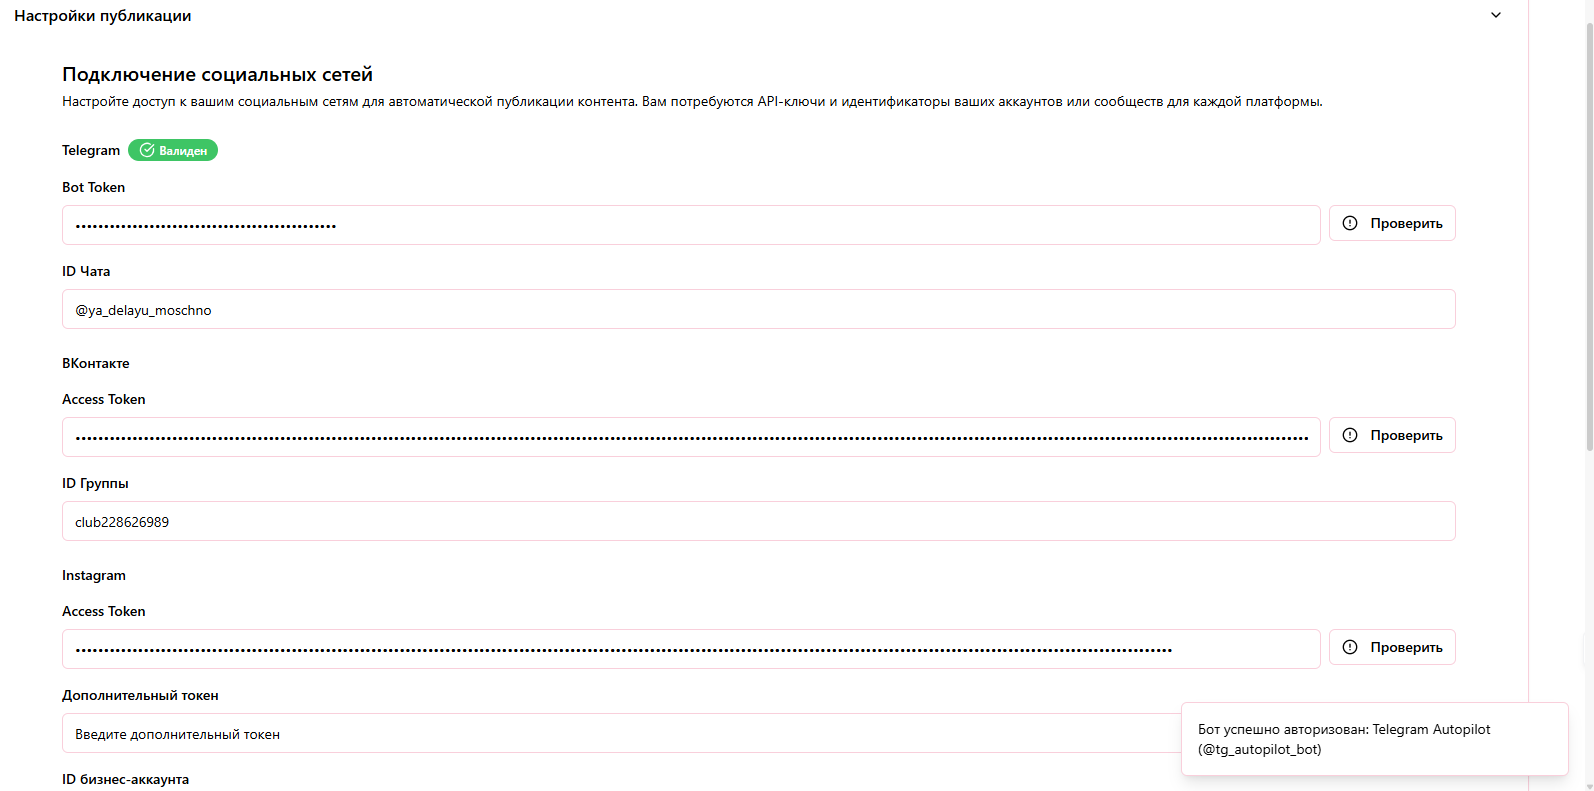 Настройки публикации
Подключение социальных сетей
Настройте доступ к вашим социальным сетям для автоматической публикации контента. Вам потребуются API-ключи и идентификаторы ваших аккаунтов или сообществ для каждой платформы.
Telegram Валиден
Bot Token
Проверить
ID Чата
@ya_delayu_moschno
ВКонтакте
Access Token
Проверить
ID Группы
club228626989
Instagram
Access Token
Проверить
Дополнительный токен
Введите дополнительный токен
Бот успешно авторизован: Telegram Autopilot
(@tg_autopilot_bot)
ID бизнес-аккаунта